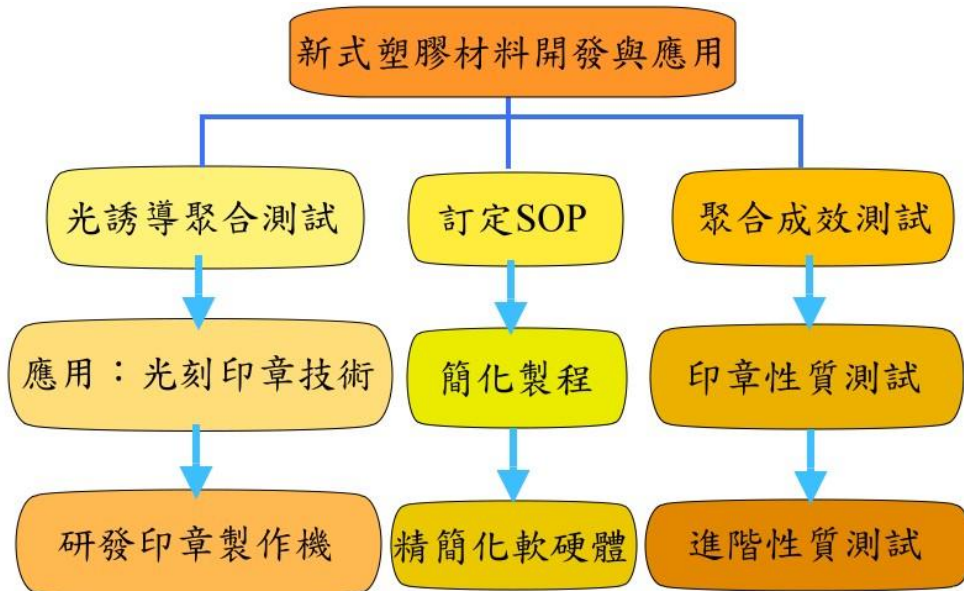 新式塑膠材料開發與應用
光誘導聚合測試
訂定SOP
聚合成效測試
應用：光刻印章技術
簡化製程
印章性質測試
研發印章製作機
精簡化軟硬體
進階性質測試